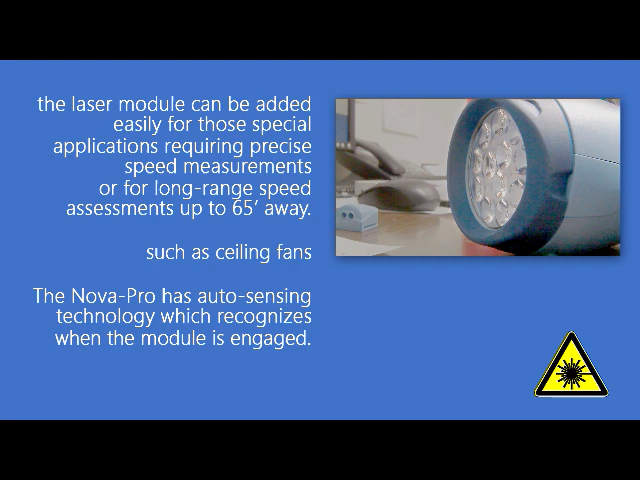 the laser module can be added
easily for those special
applications requiring precise
speed measurements
or for long-range speed
assessments up to 65' away.
such as ceiling fans
The Nova-Pro has auto-sensing
technology which recognizes
when the module is engaged.